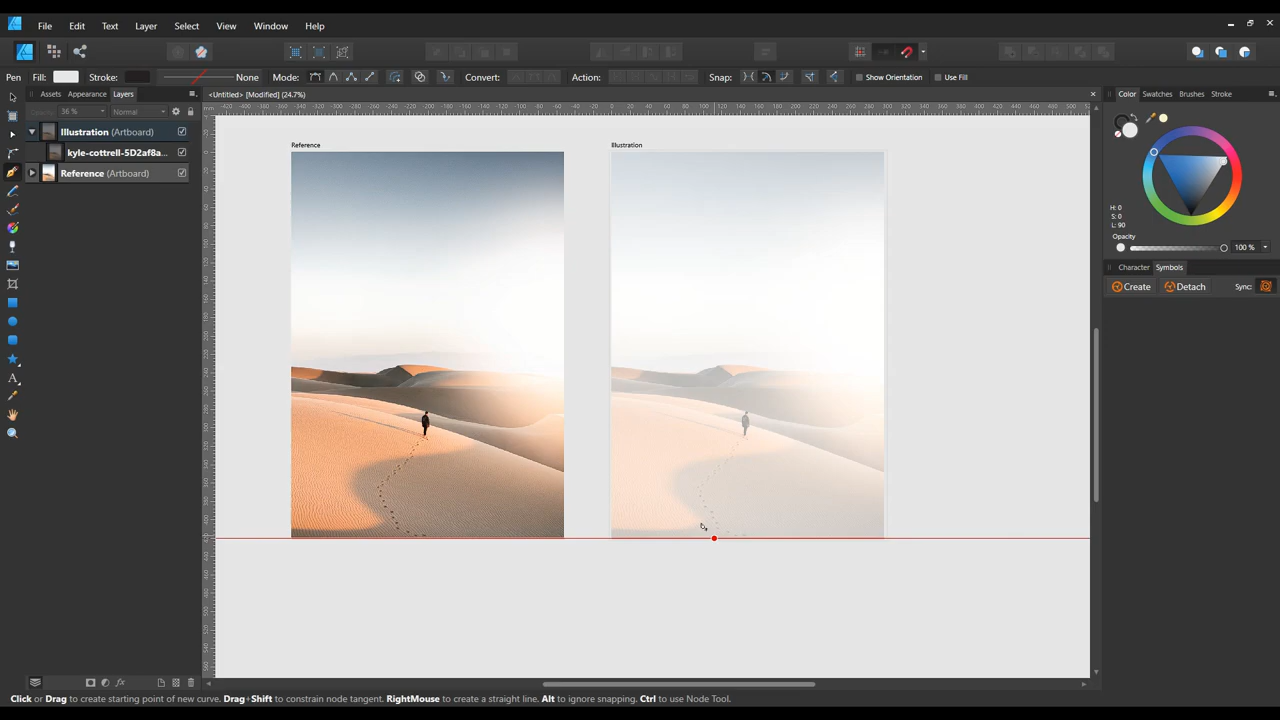 File Edit Text Layer Select View Window Help
Pen Fill: Stroke: None Mode: Convert: Action: Snap: Show Orientation Use Fill
Assets Appearance Layers
<Untitled> [Modified] (24.7%)
Color Swatches Brushes Stroke
Opacity: 36 % Normal
Illustration (Artboard)
kyle-cottrell-5D2af8a...
Reference (Artboard)
Reference
Illustration
H: 0
S: 0
L: 90
Opacity
100 %
Character Symbols
Create Detach Sync:
Click or Drag to create starting point of new curve. Drag+Shift to constrain node tangent. RightMouse to create a straight line. Alt to ignore snapping. Ctrl to use Node Tool.